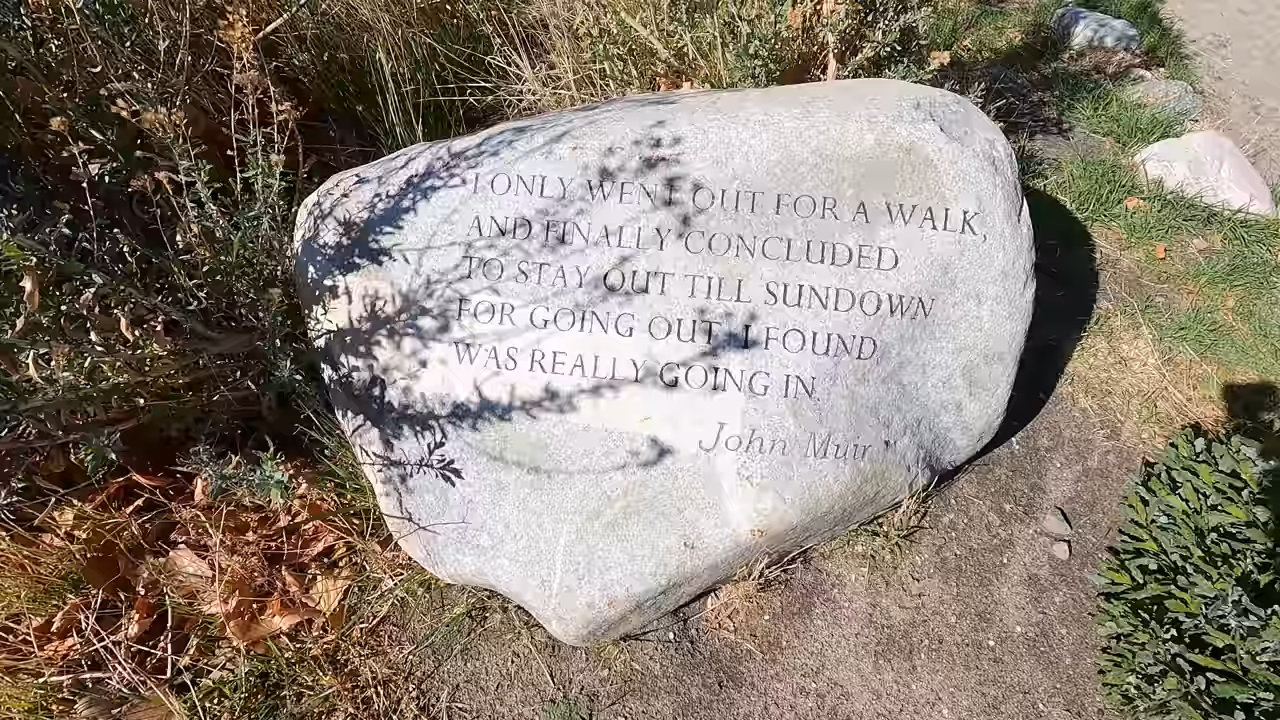 I ONLY WENT OUT FOR A WALK,
AND FINALLY CONCLUDED
TO STAY OUT TILL SUNDOWN
FOR GOING OUT, I FOUND,
WAS REALLY GOING IN.
John Muir